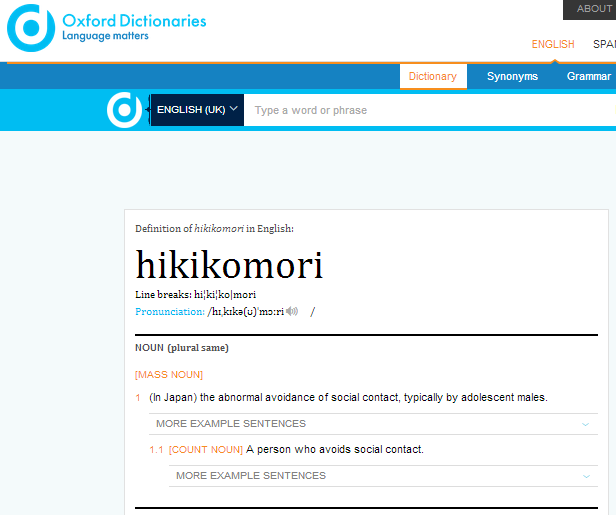 Oxford Dictionaries
Language matters
ABOUT
ENGLISH
Dictionary Synonyms Grammar
ENGLISH (UK) Type a word or phrase
Definition of hikikomori in English:
hikikomori
Line breaks: hi¦ki¦ko|mori
Pronunciation: /hɪˌkɪkə(ʊ)ˈmɔːri /
NOUN (plural same)
[MASS NOUN]
1 (In Japan) the abnormal avoidance of social contact, typically by adolescent males.
MORE EXAMPLE SENTENCES
1.1 [COUNT NOUN] A person who avoids social contact.
MORE EXAMPLE SENTENCES